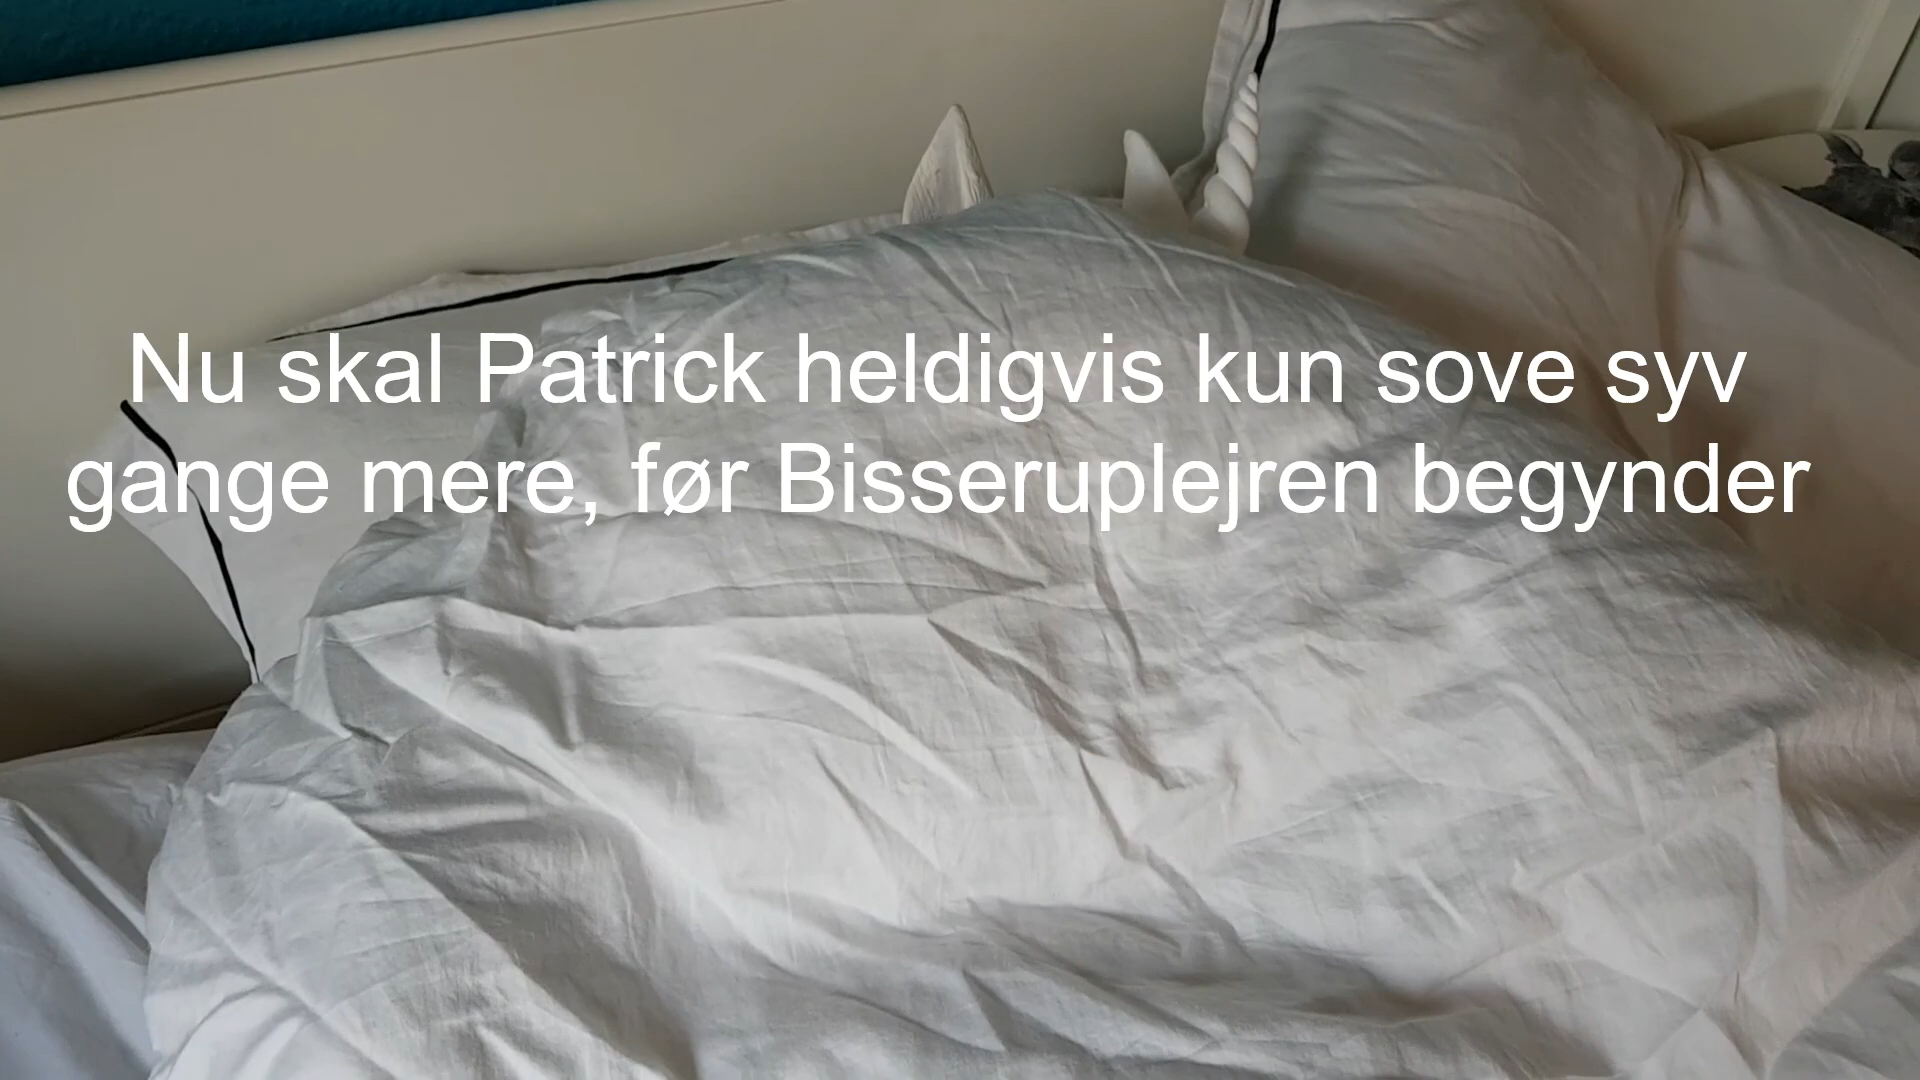 Nu skal Patrick heldigvis kun sove syv
gange mere, før Bisseruplejren begynder